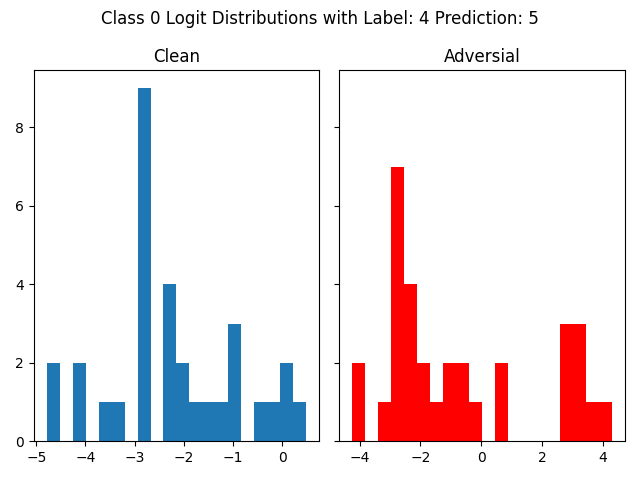 Class 0 Logit Distributions with Label: 4 Prediction: 5
Clean
Adversial
8
6
4
2
0
−5 −4 −3 −2 −1 0
−4 −2 0 2 4